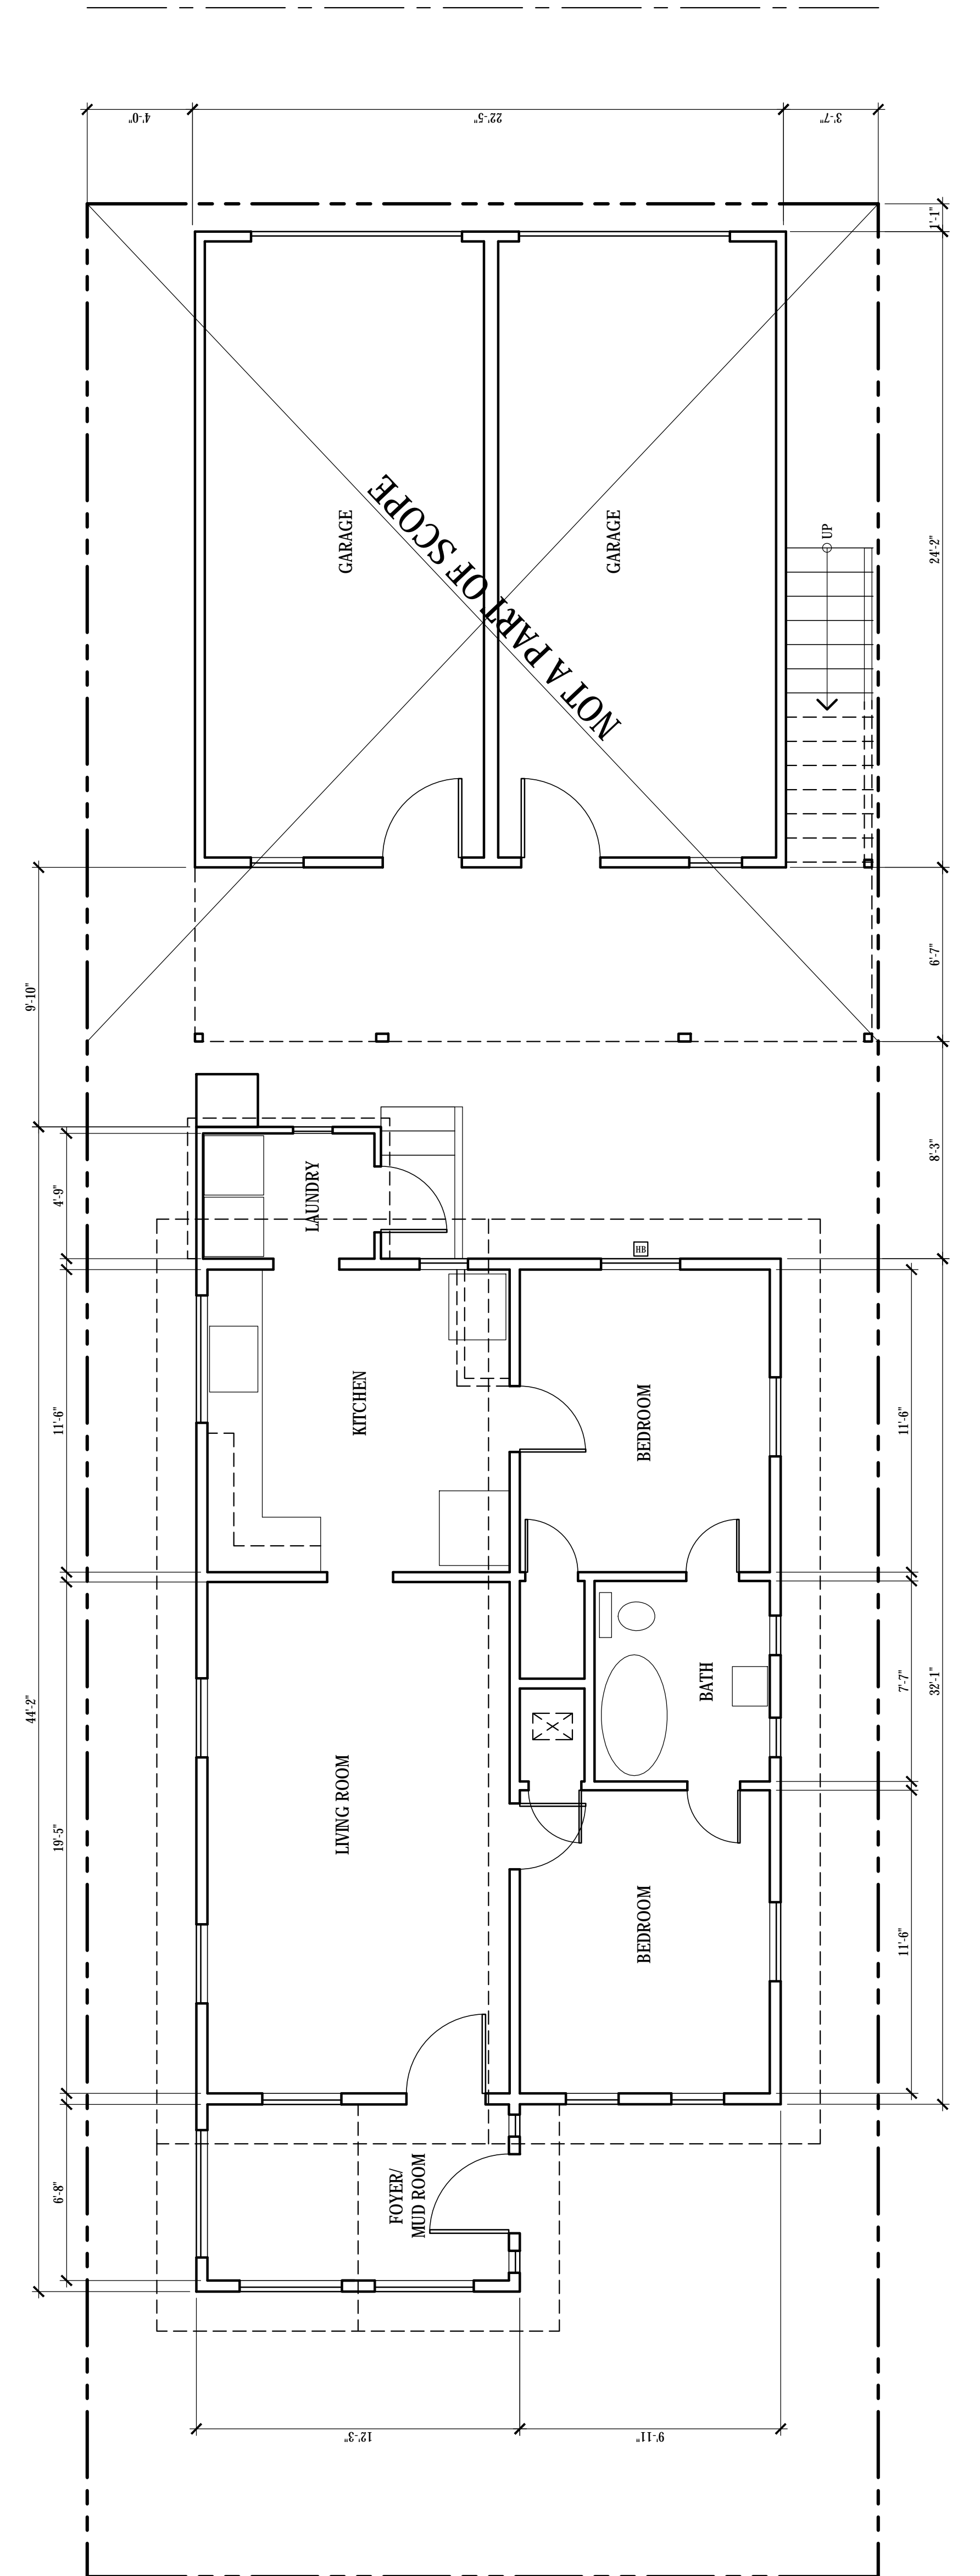 4'-0"
22'-5"
3'-7"
1'-1"
GARAGE
GARAGE
NOT A PART OF SCOPE
UP
24'-2"
6'-7"
9'-10"
8'-3"
4'-9"
LAUNDRY
HB
11'-6"
KITCHEN
BEDROOM
11'-6"
44'-2"
BATH
7'-7"
32'-1"
19'-5"
LIVING ROOM
BEDROOM
11'-6"
6'-8"
FOYER/
MUD ROOM
12'-3"
9'-11"